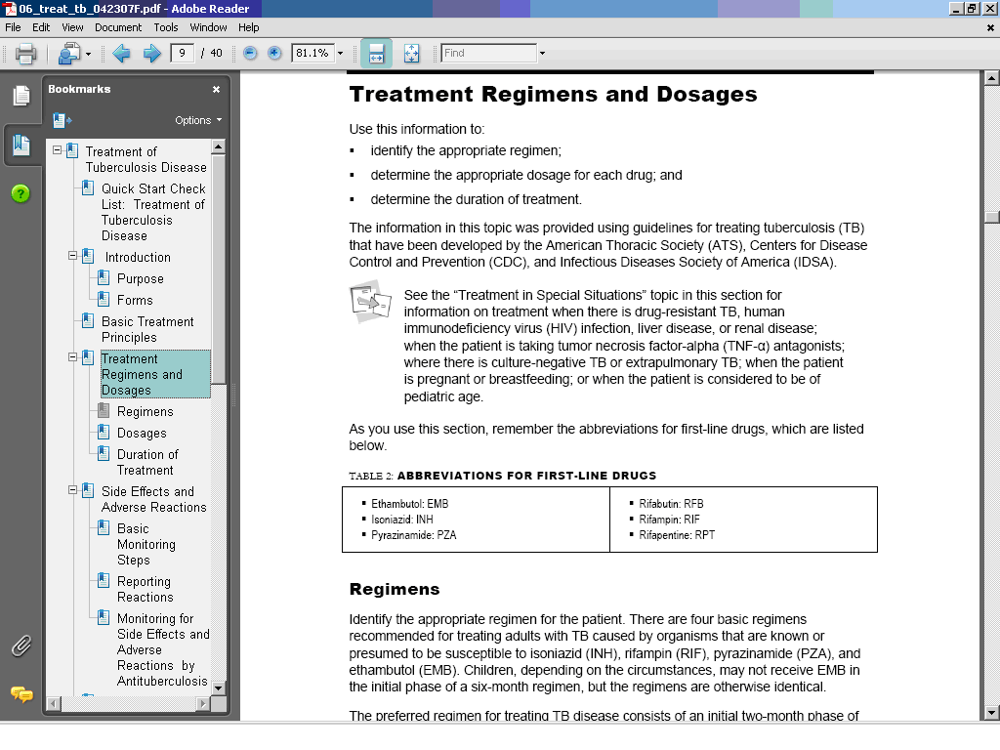 06_treat_tb_042307F.pdf - Adobe Reader
File Edit View Document Tools Window Help
9 / 40 81.1% Find
Bookmarks
Options
Treatment of
Tuberculosis Disease
Quick Start Check
List: Treatment of
Tuberculosis
Disease
Introduction
Purpose
Forms
Basic Treatment
Principles
Treatment
Regimens and
Dosages
Regimens
Dosages
Duration of
Treatment
Side Effects and
Adverse Reactions
Basic
Monitoring
Steps
Reporting
Reactions
Monitoring for
Side Effects and
Adverse
Reactions by
Antituberculosis
Treatment Regimens and Dosages
Use this information to:
▪ identify the appropriate regimen;
▪ determine the appropriate dosage for each drug; and
▪ determine the duration of treatment.
The information in this topic was provided using guidelines for treating tuberculosis (TB)
that have been developed by the American Thoracic Society (ATS), Centers for Disease
Control and Prevention (CDC), and Infectious Diseases Society of America (IDSA).
See the “Treatment in Special Situations” topic in this section for
information on treatment when there is drug-resistant TB, human
immunodeficiency virus (HIV) infection, liver disease, or renal disease;
when the patient is taking tumor necrosis factor-alpha (TNF-α) antagonists;
where there is culture-negative TB or extrapulmonary TB; when the patient
is pregnant or breastfeeding; or when the patient is considered to be of
pediatric age.
As you use this section, remember the abbreviations for first-line drugs, which are listed
below.
TABLE 2: ABBREVIATIONS FOR FIRST-LINE DRUGS
▪ Ethambutol: EMB
▪ Isoniazid: INH
▪ Pyrazinamide: PZA
▪ Rifabutin: RFB
▪ Rifampin: RIF
▪ Rifapentine: RPT
Regimens
Identify the appropriate regimen for the patient. There are four basic regimens
recommended for treating adults with TB caused by organisms that are known or
presumed to be susceptible to isoniazid (INH), rifampin (RIF), pyrazinamide (PZA), and
ethambutol (EMB). Children, depending on the circumstances, may not receive EMB in
the initial phase of a six-month regimen, but the regimens are otherwise identical.
The preferred regimen for treating TB disease consists of an initial two-month phase of